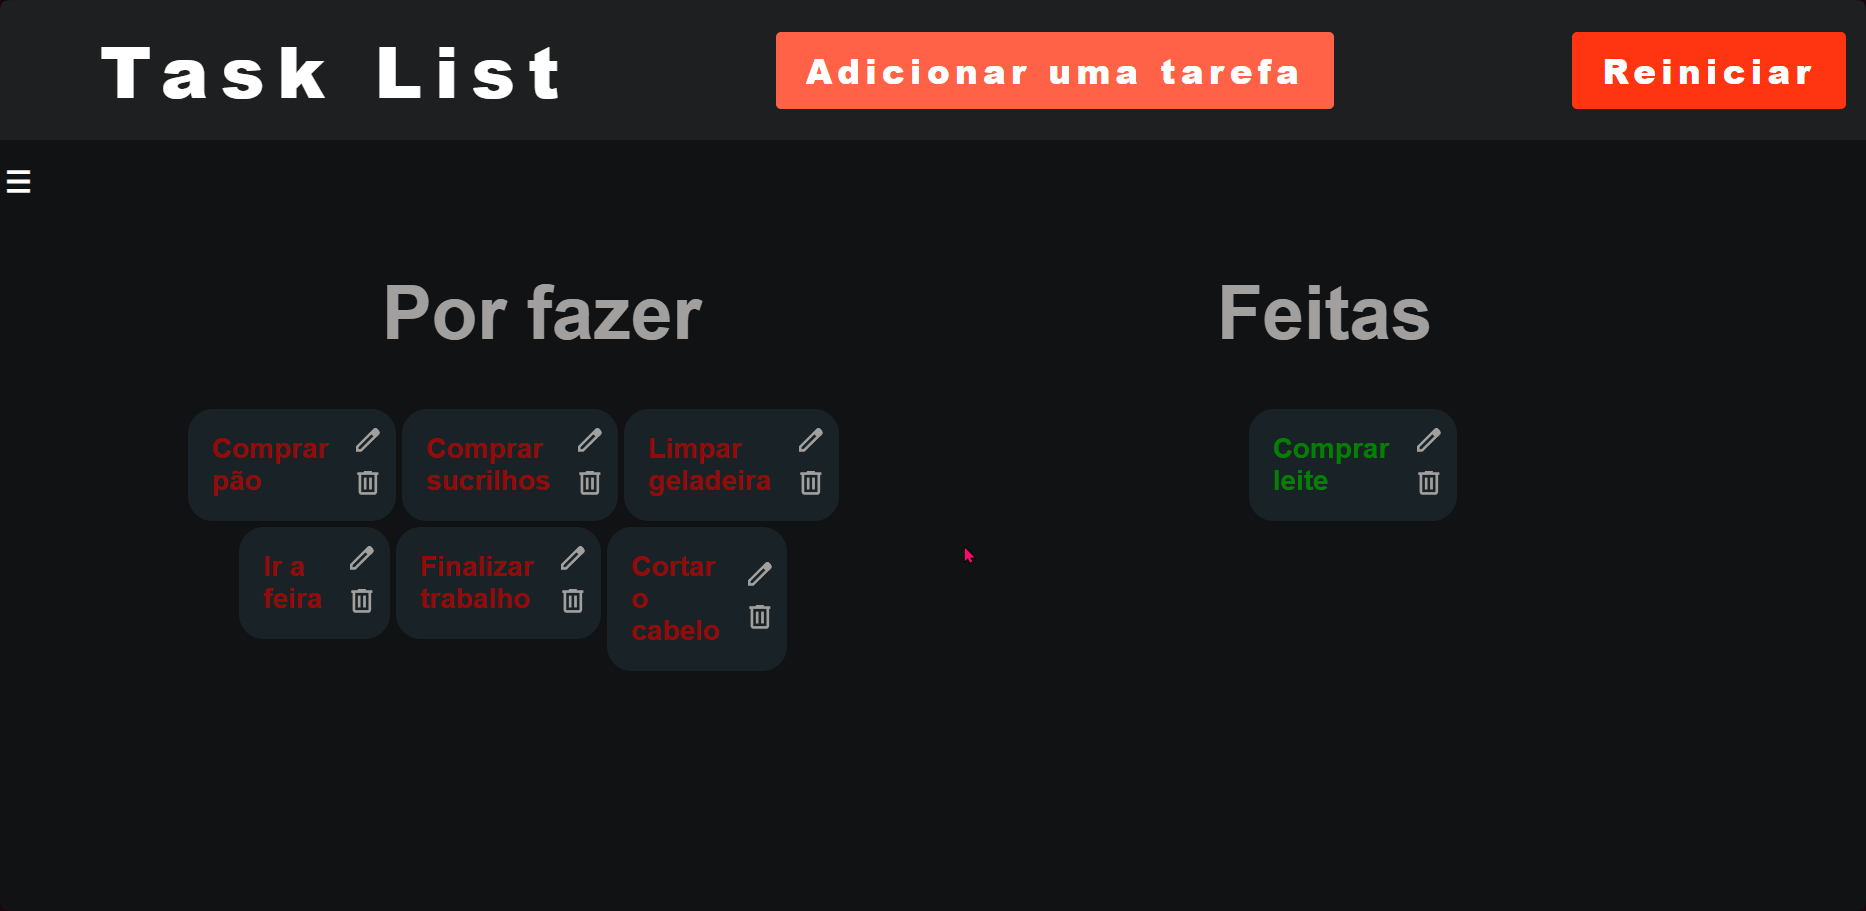 Task List
Adicionar uma tarefa
Reiniciar
Por fazer
Comprar
pão
Comprar
sucrilhos
Limpar
geladeira
Ir a
feira
Finalizar
trabalho
Cortar
o
cabelo
Feitas
Comprar
leite